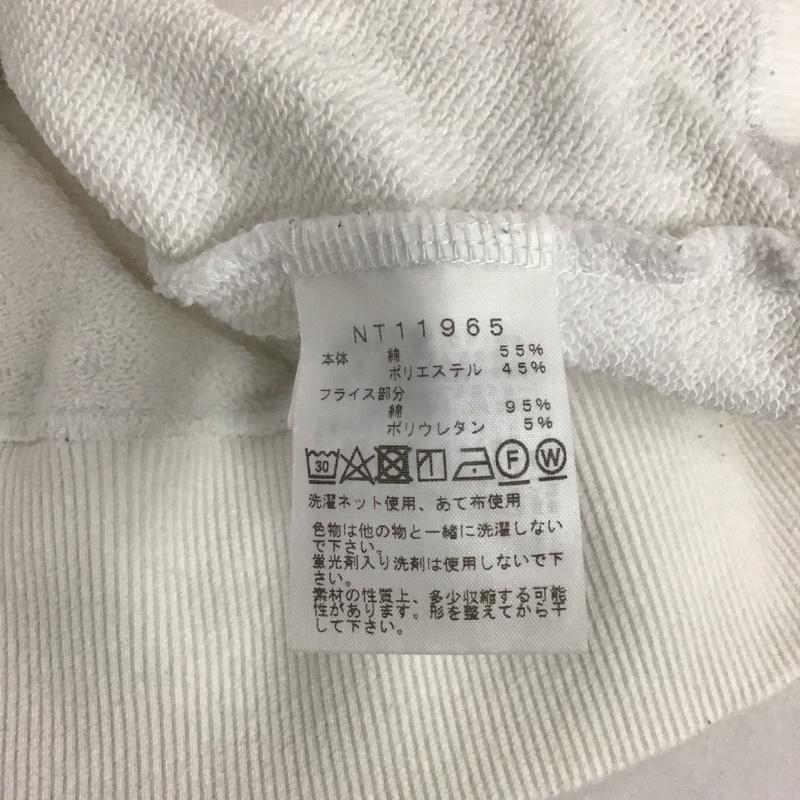 NT11965
本体 綿 55%
ポリエステル 45%
フライス部分
綿 95%
ポリウレタン 5%
30 F W
洗濯ネット使用、あて布使用
色物は他の物と一緒に洗濯しない
で下さい。
蛍光剤入り洗剤は使用しないで下
さい。
素材の性質上、多少収縮する可能
性があります。形を整えてから干
して下さい。